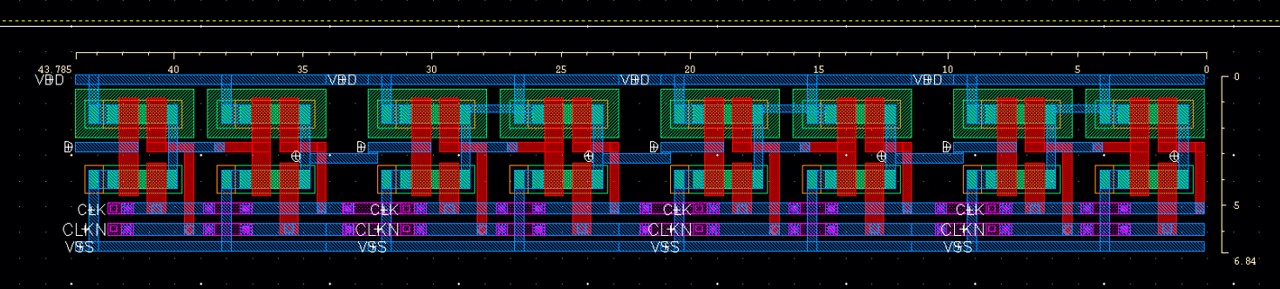 43.785 40 35 30 25 20 15 10 5 0
VDD VDD VDD VDD 0
D D D D
Q Q Q Q
CLK CLK CLK CLK 5
CLKN CLKN CLKN CLKN
VSS VSS VSS VSS
6.84